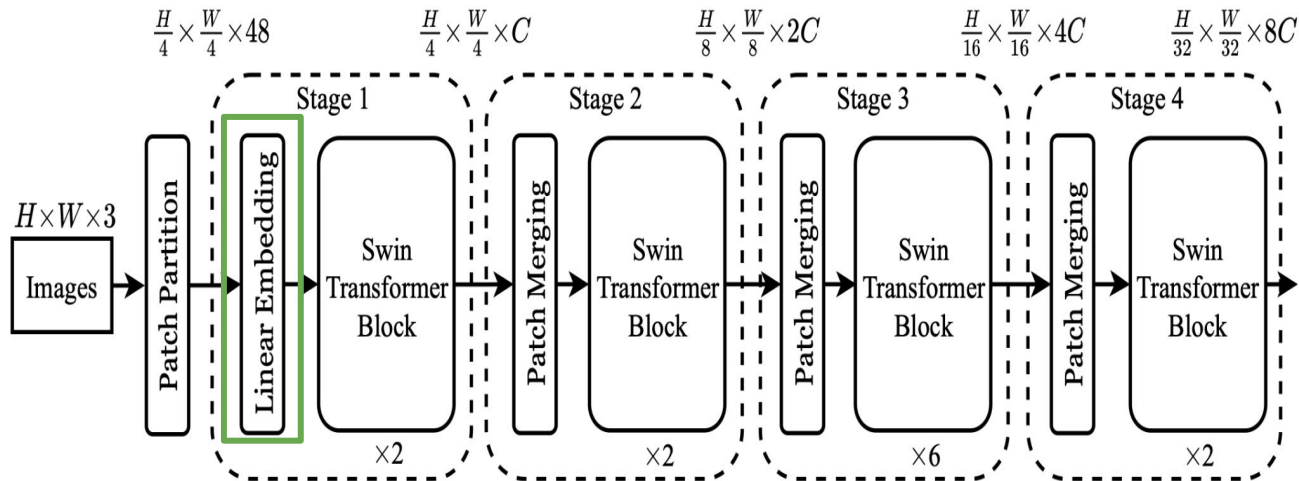 H/4 × W/4 × 48
H/4 × W/4 × C
H/8 × W/8 × 2C
H/16 × W/16 × 4C
H/32 × W/32 × 8C
Stage 1
Stage 2
Stage 3
Stage 4
H × W × 3
Images
Patch Partition
Linear Embedding
Swin
Transformer
Block
×2
Patch Merging
Swin
Transformer
Block
×2
Patch Merging
Swin
Transformer
Block
×6
Patch Merging
Swin
Transformer
Block
×2